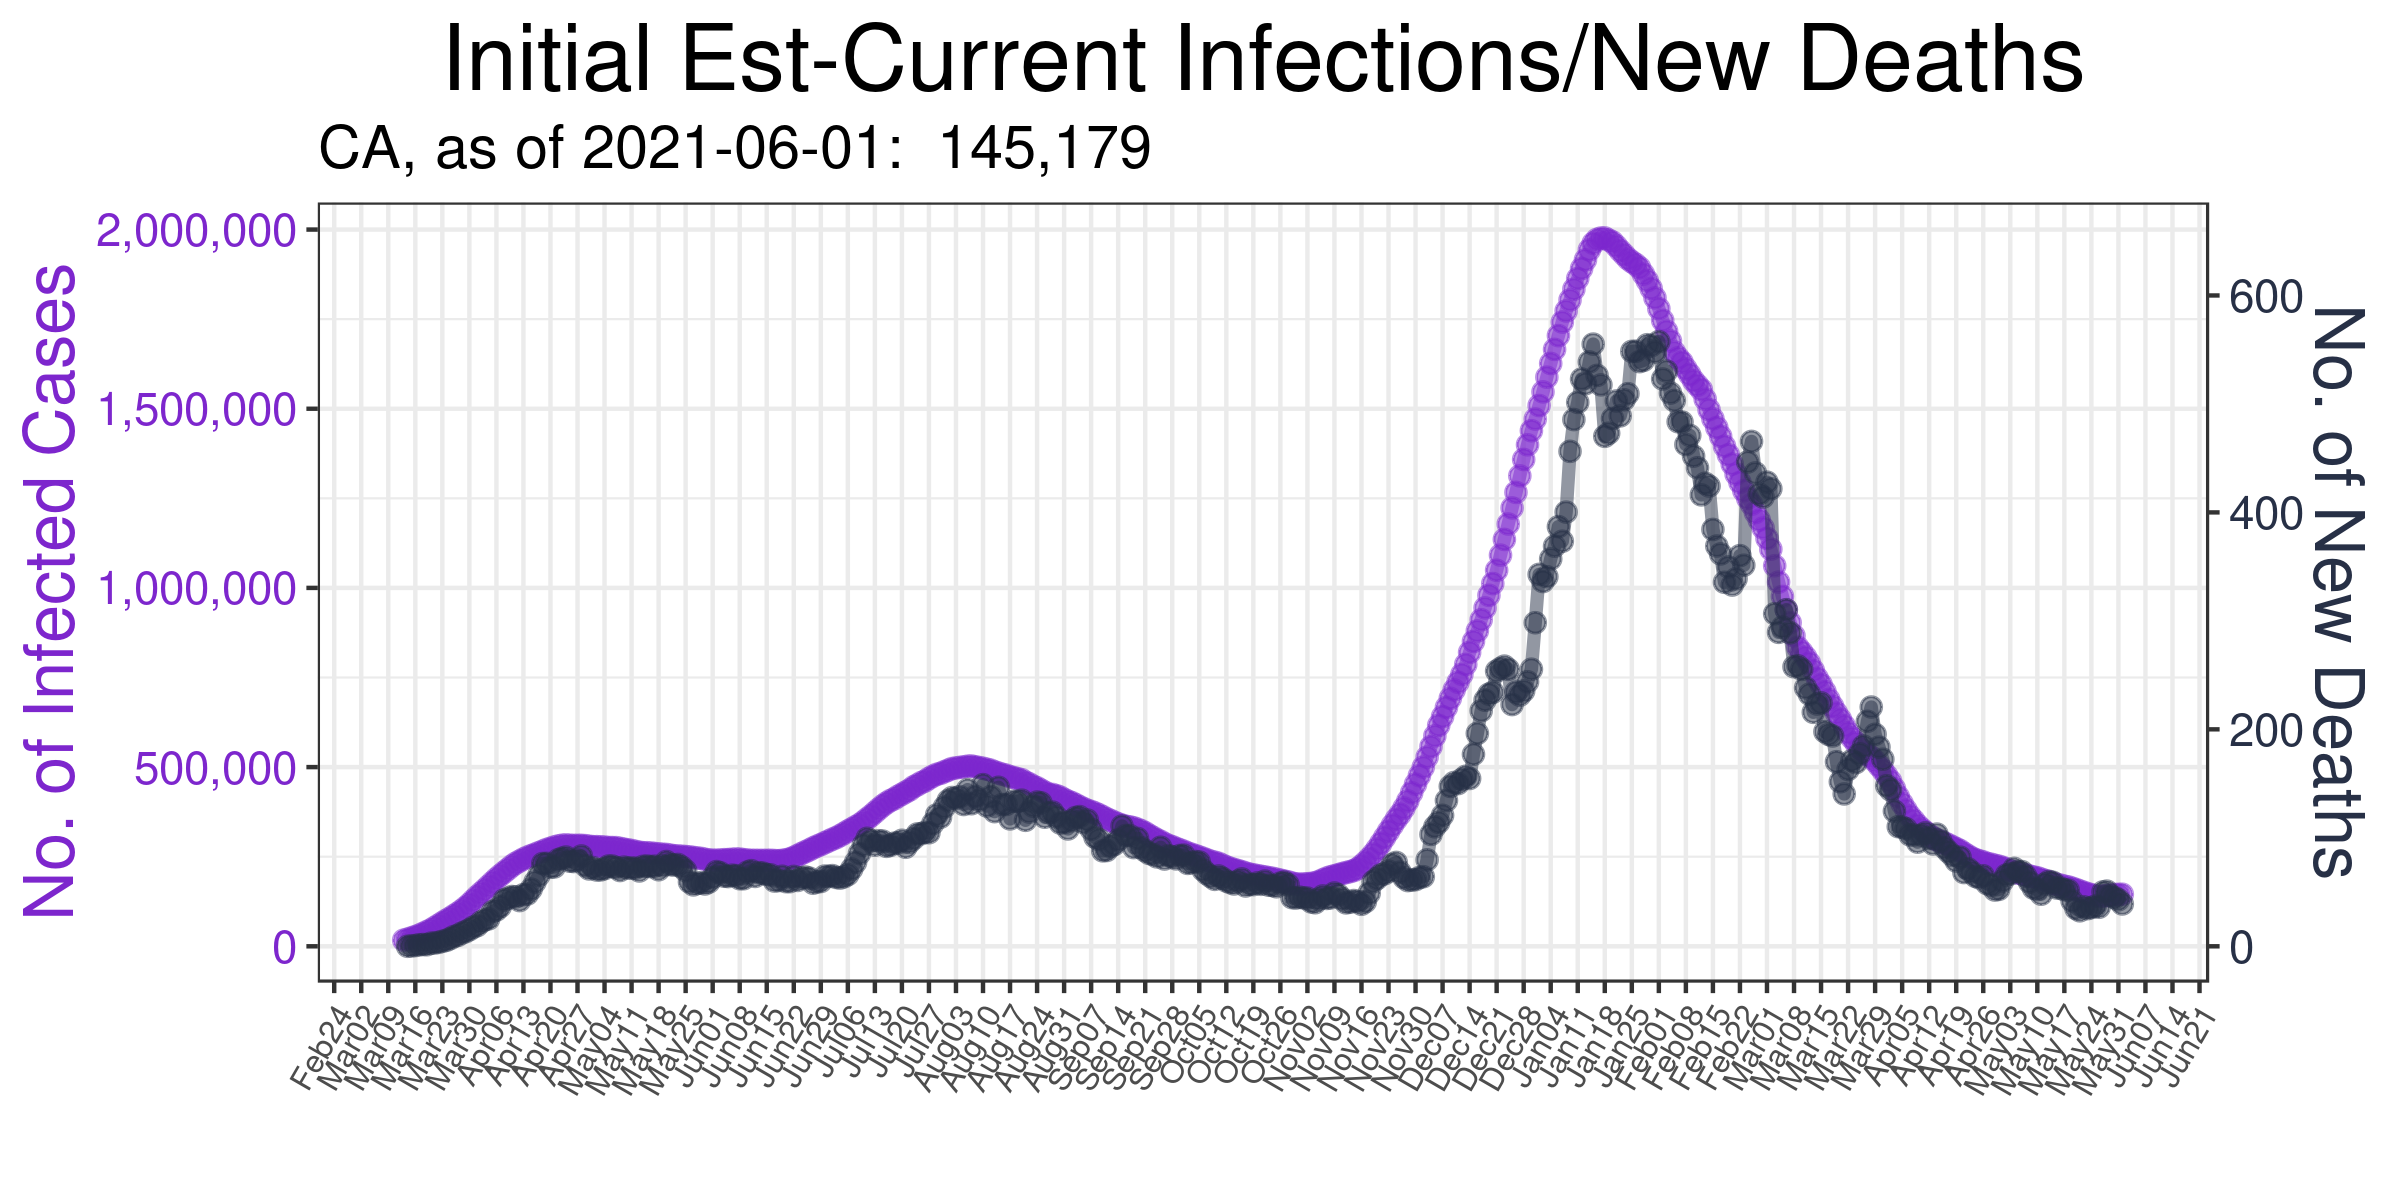 Initial Est-Current Infections/New Deaths
CA, as of 2021-06-01:  145,179
No. of Infected Cases
2,000,000
1,500,000
1,000,000
500,000
0
600
400
200
0
No. of New Deaths
Feb24
Mar02
Mar09
Mar16
Mar23
Mar30
Apr06
Apr13
Apr20
Apr27
May04
May11
May18
May25
Jun01
Jun08
Jun15
Jun22
Jun29
Jul06
Jul13
Jul20
Jul27
Aug03
Aug10
Aug17
Aug24
Aug31
Sep07
Sep14
Sep21
Sep28
Oct05
Oct12
Oct19
Oct26
Nov02
Nov09
Nov16
Nov23
Nov30
Dec07
Dec14
Dec21
Dec28
Jan04
Jan11
Jan18
Jan25
Feb01
Feb08
Feb15
Feb22
Mar01
Mar08
Mar15
Mar22
Mar29
Apr05
Apr12
Apr19
Apr26
May03
May10
May17
May24
May31
Jun07
Jun14
Jun21